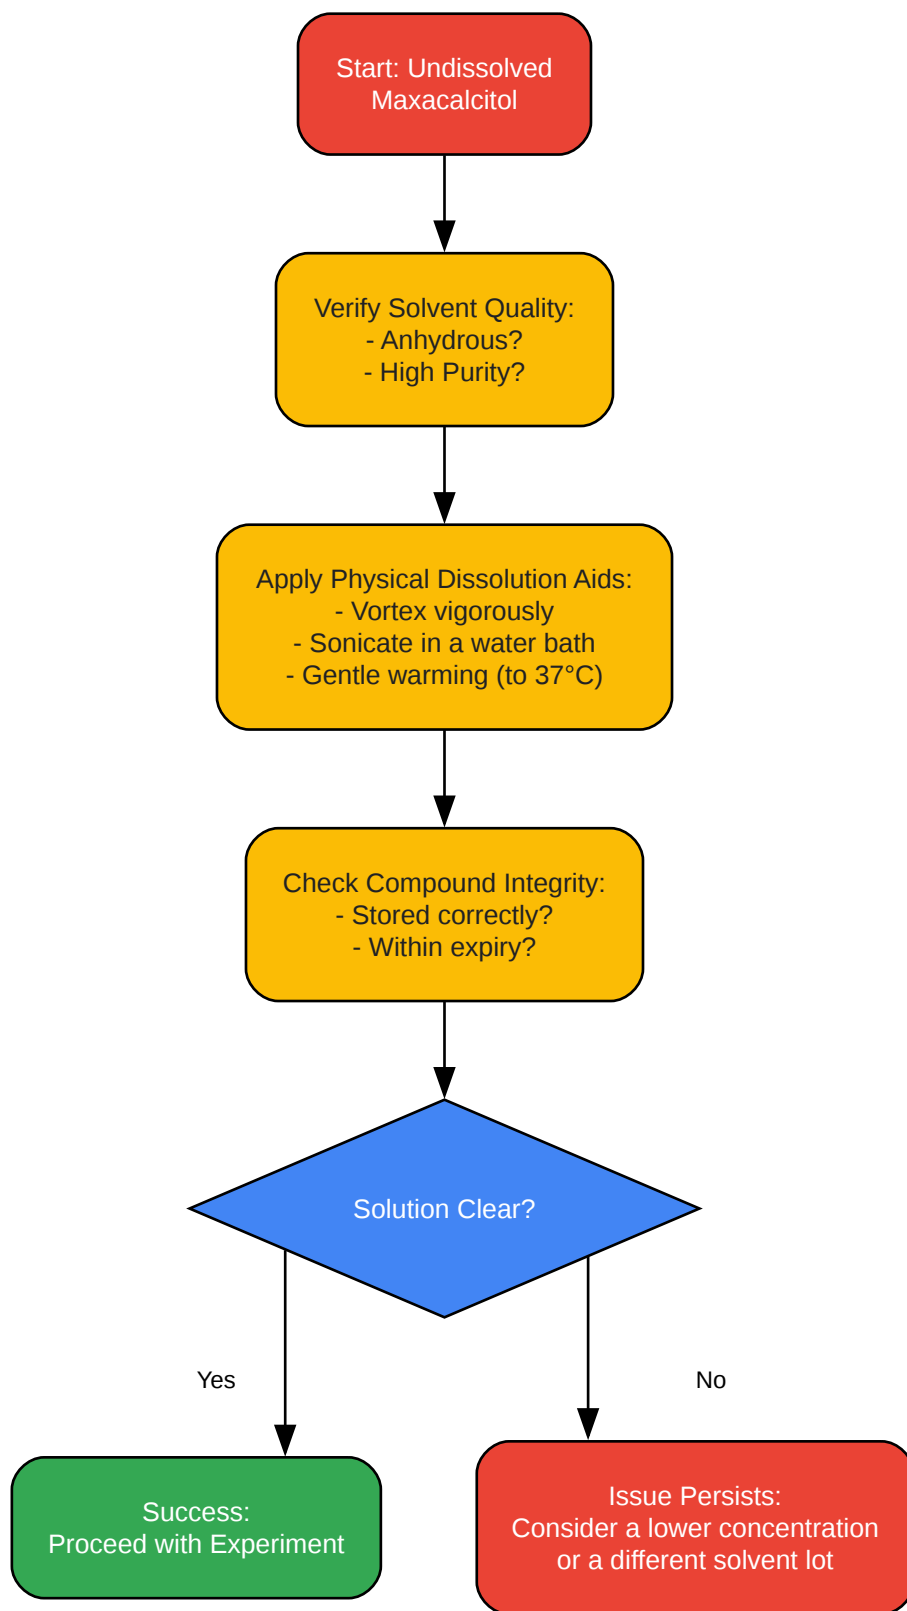 Start: Undissolved
Maxacalcitol
Verify Solvent Quality:
- Anhydrous?
- High Purity?
Apply Physical Dissolution Aids:
- Vortex vigorously
- Sonicate in a water bath
- Gentle warming (to 37°C)
Check Compound Integrity:
- Stored correctly?
- Within expiry?
Solution Clear?
Yes
No
Success:
Proceed with Experiment
Issue Persists:
Consider a lower concentration
or a different solvent lot